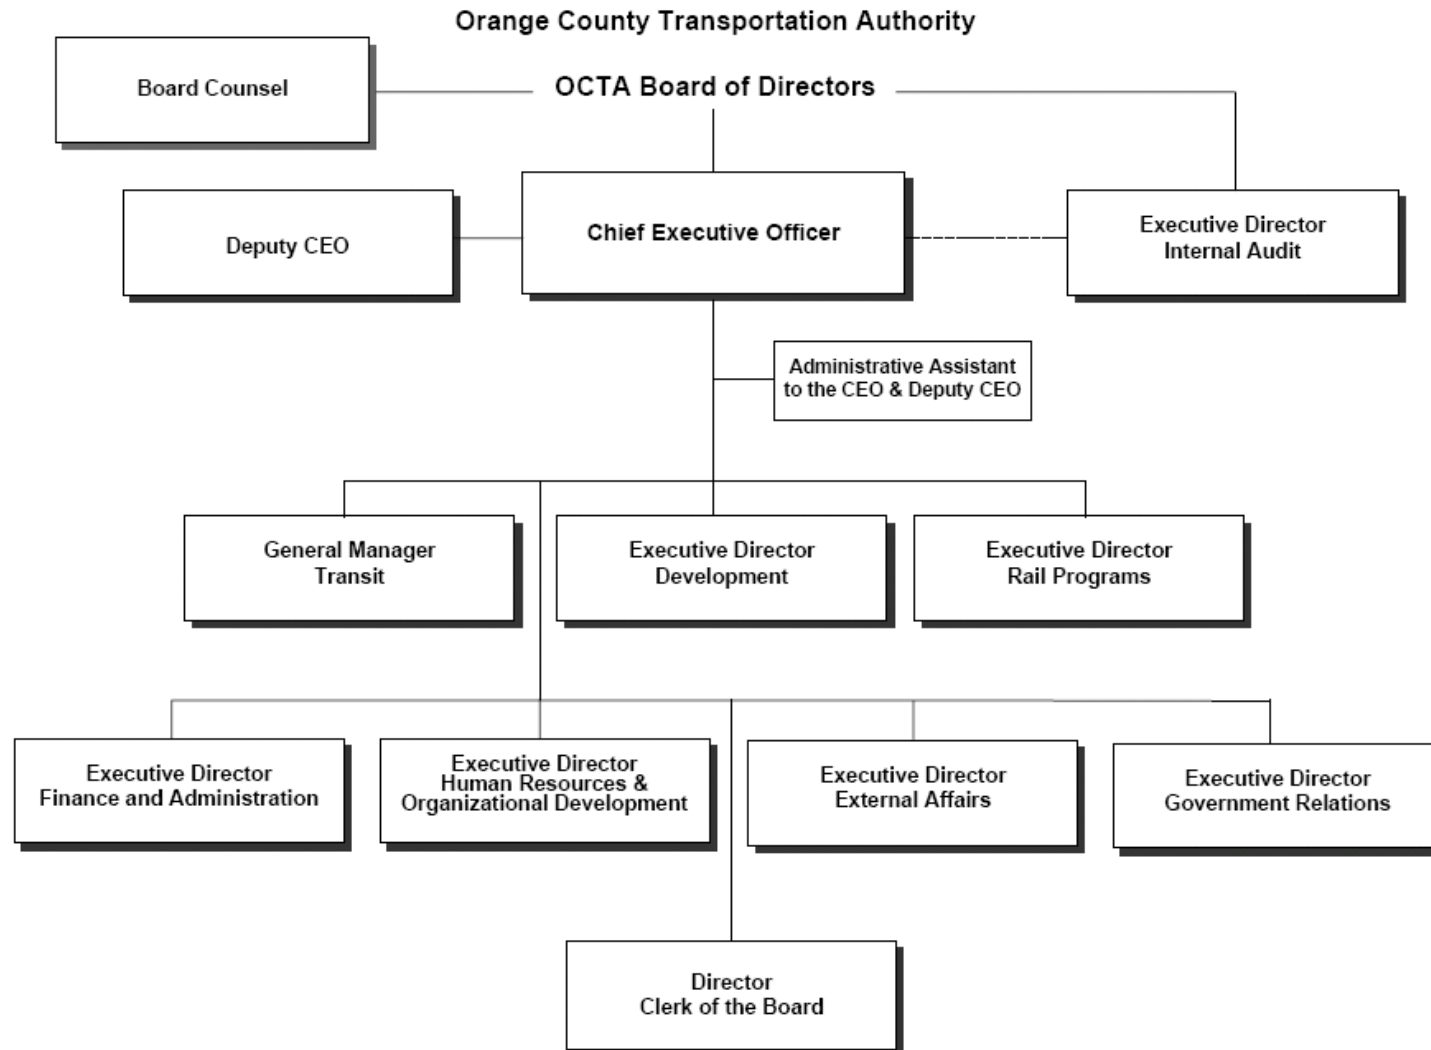 Orange County Transportation Authority
Board Counsel
OCTA Board of Directors
Deputy CEO
Chief Executive Officer
Executive Director
Internal Audit
Administrative Assistant
to the CEO & Deputy CEO
General Manager
Transit
Executive Director
Development
Executive Director
Rail Programs
Executive Director
Finance and Administration
Executive Director
Human Resources &
Organizational Development
Executive Director
External Affairs
Executive Director
Government Relations
Director
Clerk of the Board